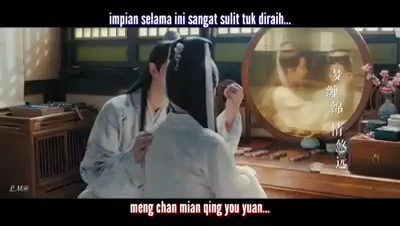 impian selama ini sangat sulit tuk diraih...
梦缠绵 情悠远
L.M@
meng chan mian qing you yuan...